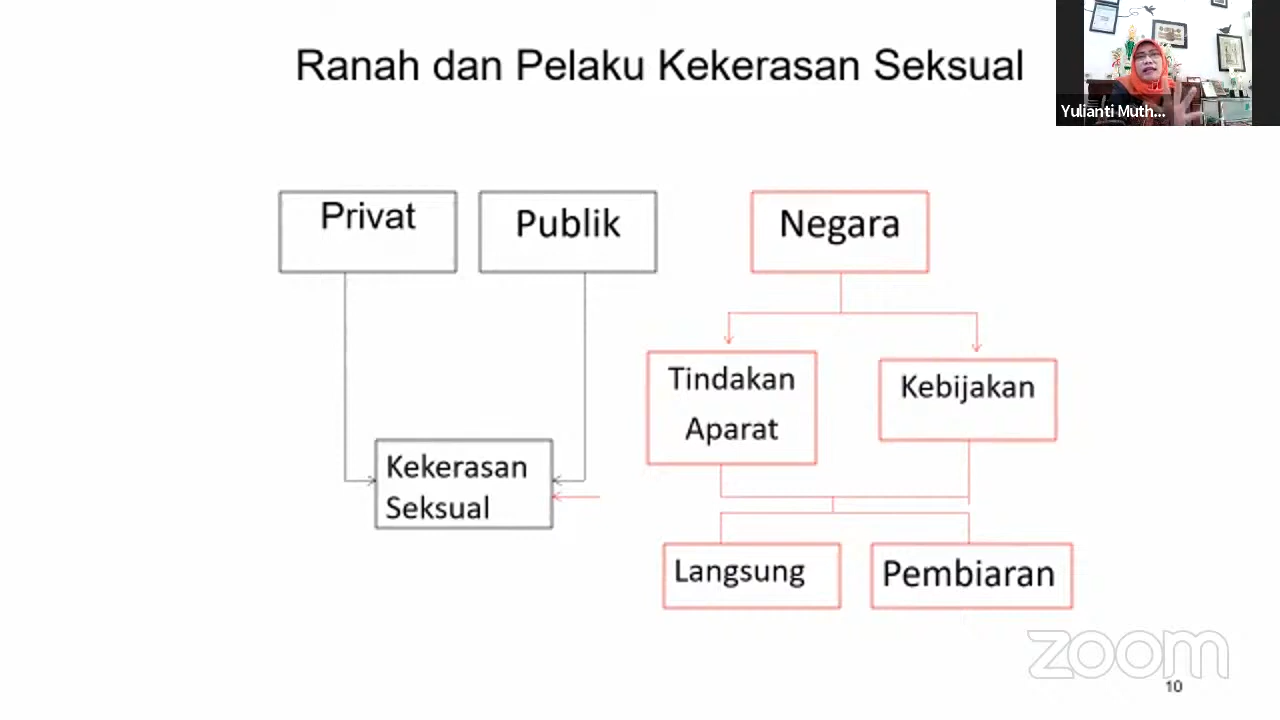 Ranah dan Pelaku Kekerasan Seksual
Yulianti Muth...
Privat
Publik
Negara
Tindakan
Aparat
Kebijakan
Kekerasan
Seksual
Langsung
Pembiaran
zoom
10